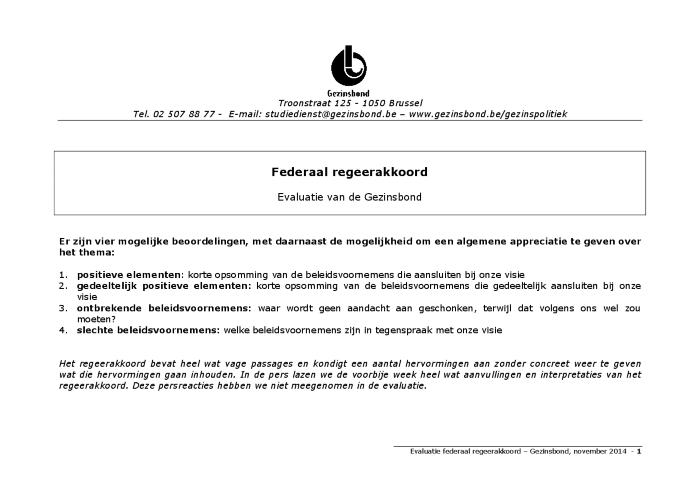 Gezinsbond
Troonstraat 125 - 1050 Brussel
Tel. 02 507 88 77 - E-mail: studiedienst@gezinsbond.be – www.gezinsbond.be/gezinspolitiek
Federaal regeerakkoord
Evaluatie van de Gezinsbond
Er zijn vier mogelijke beoordelingen, met daarnaast de mogelijkheid om een algemene appreciatie te geven over
het thema:
1. positieve elementen: korte opsomming van de beleidsvoornemens die aansluiten bij onze visie
2. gedeeltelijk positieve elementen: korte opsomming van de beleidsvoornemens die gedeeltelijk aansluiten bij onze
visie
3. ontbrekende beleidsvoornemens: waar wordt geen aandacht aan geschonken, terwijl dat volgens ons wel zou
moeten?
4. slechte beleidsvoornemens: welke beleidsvoornemens zijn in tegenspraak met onze visie
Het regeerakkoord bevat heel wat vage passages en kondigt een aantal hervormingen aan zonder concreet weer te geven
wat die hervormingen gaan inhouden. In de pers lazen we de voorbije week heel wat aanvullingen en interpretaties van het
regeerakkoord. Deze persreacties hebben we niet meegenomen in de evaluatie.
Evaluatie federaal regeerakkoord – Gezinsbond, november 2014 - 1